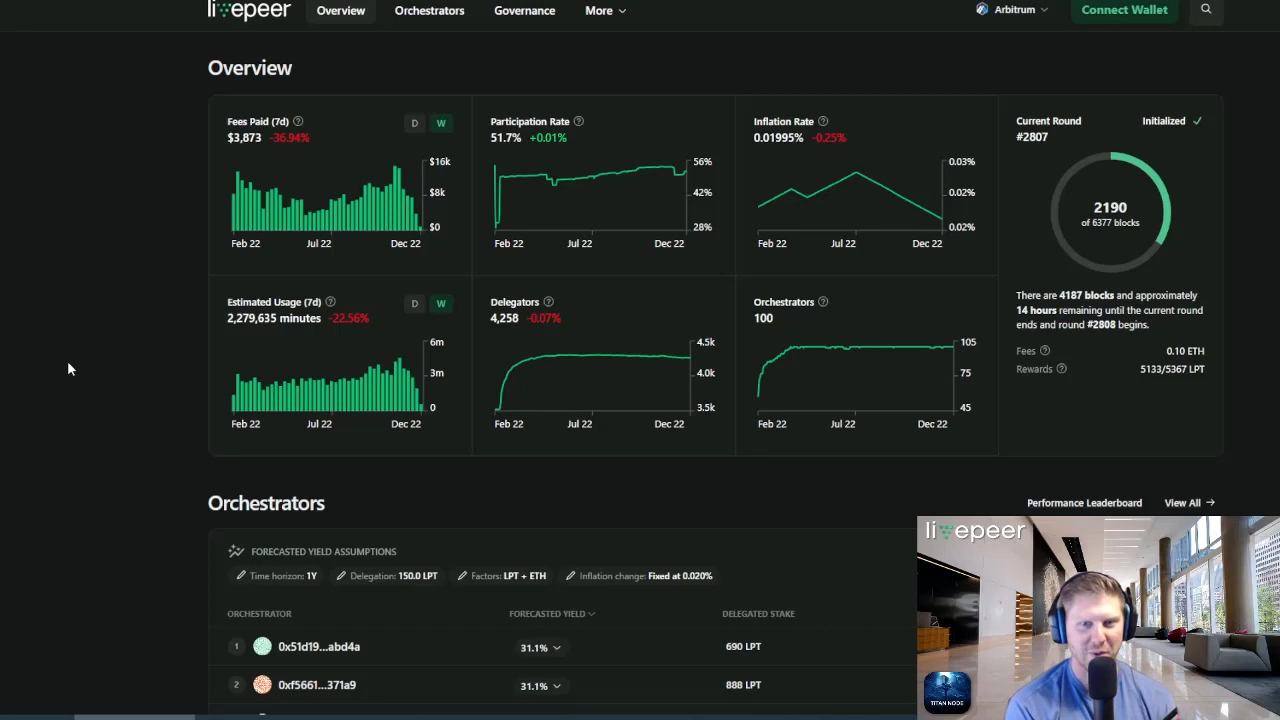 livepeer
Overview
Orchestrators
Governance
More
Arbitrum
Connect Wallet
Overview
Fees Paid (7d)
D
W
$3,873 -36.94%
$16k
$8k
$0
Feb 22
Jul 22
Dec 22
Participation Rate
51.7% +0.01%
56%
42%
28%
Feb 22
Jul 22
Dec 22
Inflation Rate
0.01995% -0.25%
0.03%
0.02%
0.02%
Feb 22
Jul 22
Dec 22
Current Round
Initialized
#2807
2190
of 6377 blocks
There are 4187 blocks and approximately
14 hours remaining until the current round
ends and round #2808 begins.
Fees
0.10 ETH
Rewards
5133/5367 LPT
Estimated Usage (7d)
D
W
2,279,635 minutes -22.56%
6m
3m
0
Feb 22
Jul 22
Dec 22
Delegators
4,258 -0.07%
4.5k
4.0k
3.5k
Feb 22
Jul 22
Dec 22
Orchestrators
100
105
75
45
Feb 22
Jul 22
Dec 22
Orchestrators
Performance Leaderboard
View All
FORECASTED YIELD ASSUMPTIONS
Time horizon: 1Y
Delegation: 150.0 LPT
Factors: LPT + ETH
Inflation change: Fixed at 0.020%
ORCHESTRATOR
FORECASTED YIELD
DELEGATED STAKE
1
0x51d19...abd4a
31.1%
690 LPT
2
0xf5661...371a9
31.1%
888 LPT
livepeer
TITAN NODE